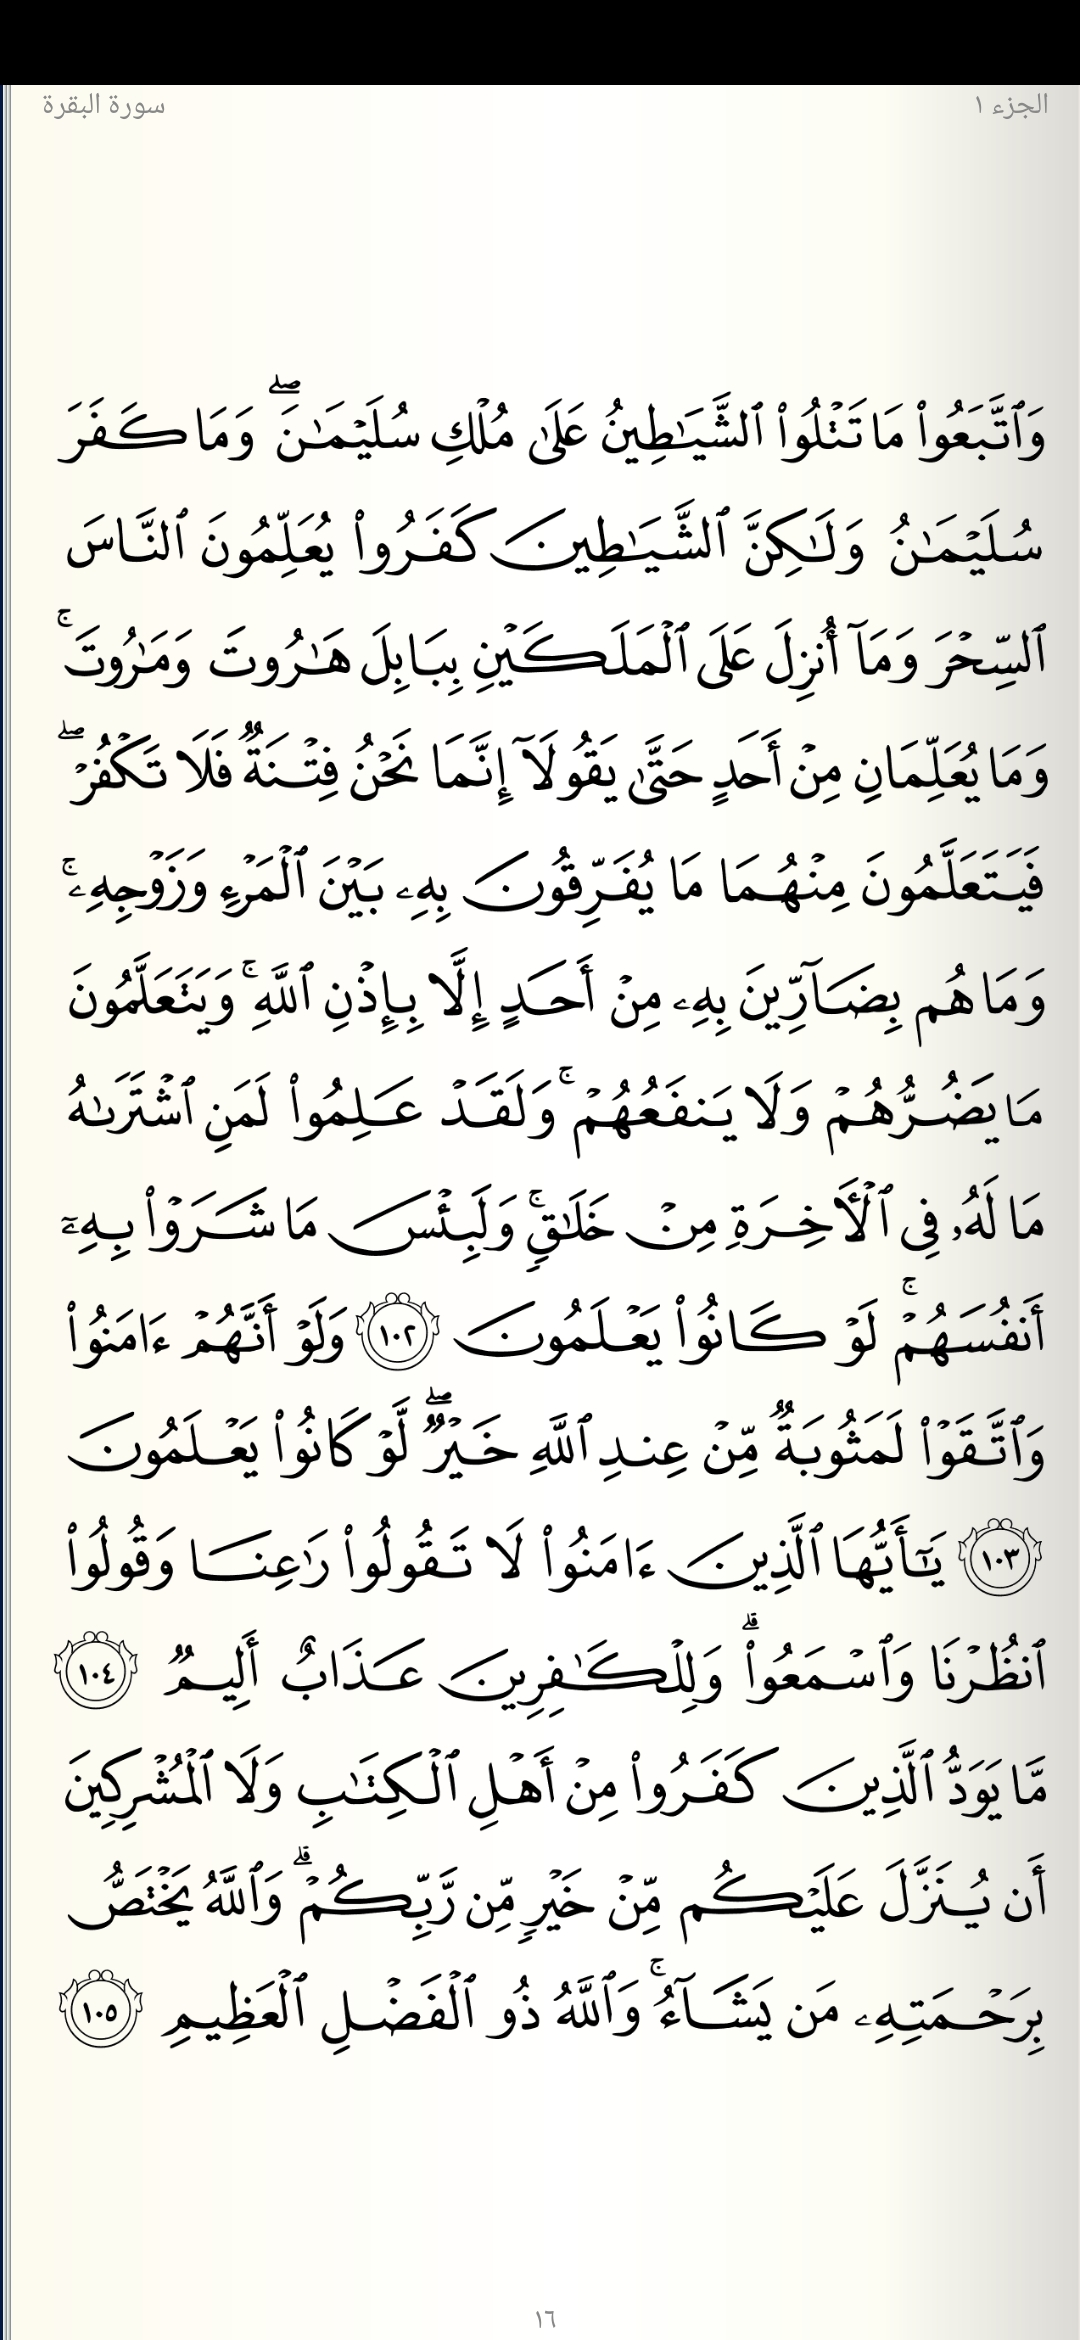 الجزء ١
سورة البقرة
وَٱتَّبَعُوا۟ مَا تَتْلُوا۟ ٱلشَّيَـٰطِينُ عَلَىٰ مُلْكِ سُلَيْمَـٰنَ ۖ وَمَا كَفَرَ
سُلَيْمَـٰنُ وَلَـٰكِنَّ ٱلشَّيَـٰطِينَ كَفَرُوا۟ يُعَلِّمُونَ ٱلنَّاسَ
ٱلسِّحْرَ وَمَآ أُنزِلَ عَلَى ٱلْمَلَكَيْنِ بِبَابِلَ هَـٰرُوتَ وَمَـٰرُوتَ ۚ
وَمَا يُعَلِّمَانِ مِنْ أَحَدٍ حَتَّىٰ يَقُولَآ إِنَّمَا نَحْنُ فِتْنَةٌ فَلَا تَكْفُرْ ۖ
فَيَتَعَلَّمُونَ مِنْهُمَا مَا يُفَرِّقُونَ بِهِۦ بَيْنَ ٱلْمَرْءِ وَزَوْجِهِۦ ۚ
وَمَا هُم بِضَآرِّينَ بِهِۦ مِنْ أَحَدٍ إِلَّا بِإِذْنِ ٱللَّهِ ۚ وَيَتَعَلَّمُونَ
مَا يَضُرُّهُمْ وَلَا يَنفَعُهُمْ ۚ وَلَقَدْ عَلِمُوا۟ لَمَنِ ٱشْتَرَىٰهُ
مَا لَهُۥ فِى ٱلْـَٔاخِرَةِ مِنْ خَلَـٰقٍ ۚ وَلَبِئْسَ مَا شَرَوْا۟ بِهِۦٓ
أَنفُسَهُمْ ۚ لَوْ كَانُوا۟ يَعْلَمُونَ ١٠٢ وَلَوْ أَنَّهُمْ ءَامَنُوا۟
وَٱتَّقَوْا۟ لَمَثُوبَةٌ مِّنْ عِندِ ٱللَّهِ خَيْرٌ ۖ لَّوْ كَانُوا۟ يَعْلَمُونَ
١٠٣ يَـٰٓأَيُّهَا ٱلَّذِينَ ءَامَنُوا۟ لَا تَقُولُوا۟ رَٰعِنَا وَقُولُوا۟
ٱنظُرْنَا وَٱسْمَعُوا۟ ۗ وَلِلْكَـٰفِرِينَ عَذَابٌ أَلِيمٌ ١٠٤
مَّا يَوَدُّ ٱلَّذِينَ كَفَرُوا۟ مِنْ أَهْلِ ٱلْكِتَـٰبِ وَلَا ٱلْمُشْرِكِينَ
أَن يُنَزَّلَ عَلَيْكُم مِّنْ خَيْرٍ مِّن رَّبِّكُمْ ۗ وَٱللَّهُ يَخْتَصُّ
بِرَحْمَتِهِۦ مَن يَشَآءُ ۚ وَٱللَّهُ ذُو ٱلْفَضْلِ ٱلْعَظِيمِ ١٠٥
١٦